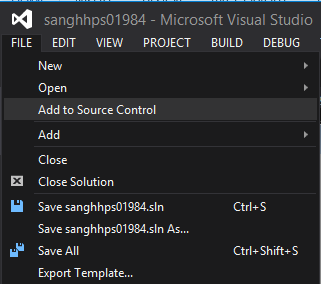 sanghhps01984 - Microsoft Visual Studio
FILE EDIT VIEW PROJECT BUILD DEBUG
New
Open
Add to Source Control
Add
Close
Close Solution
Save sanghhps01984.sln Ctrl+S
Save sanghhps01984.sln As...
Save All Ctrl+Shift+S
Export Template...